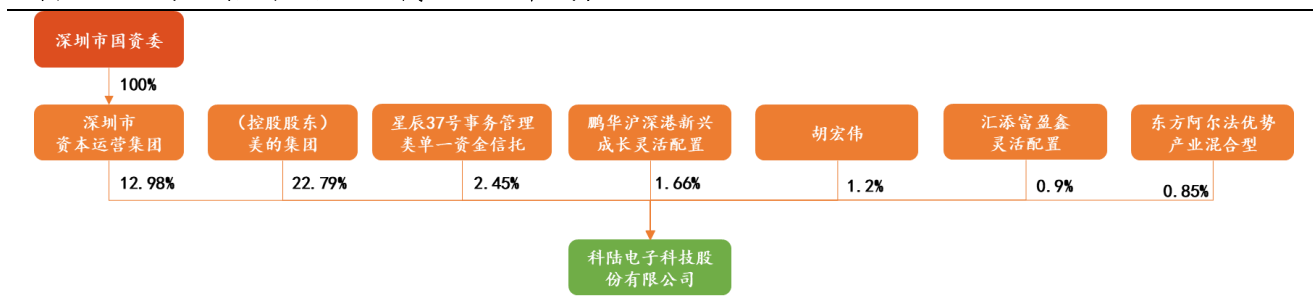 深圳市国资委
100%
深圳市
资本运营集团
（控股股东）
美的集团
星辰37号事务管理
类单一资金信托
鹏华沪深港新兴
成长灵活配置
胡宏伟
汇添富盈鑫
灵活配置
东方阿尔法优势
产业混合型
12.98%
22.79%
2.45%
1.66%
1.2%
0.9%
0.85%
科陆电子科技股
份有限公司